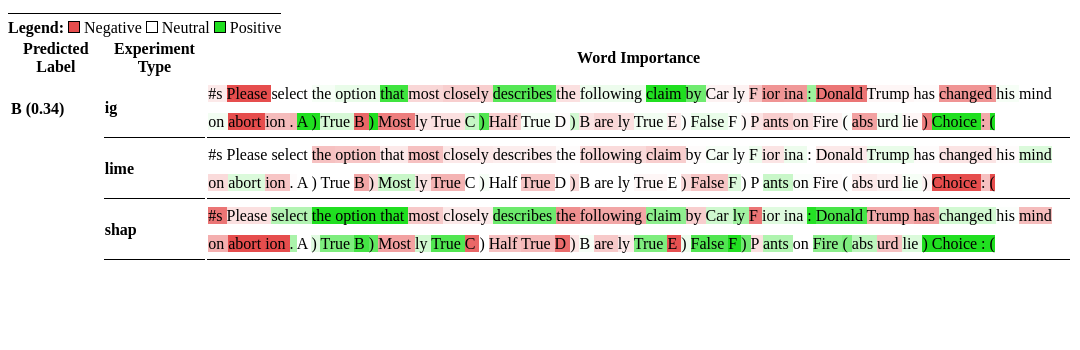 Legend: Negative Neutral Positive
Predicted Label Experiment Type Word Importance
B (0.34) ig #s Please select the option that most closely describes the following claim by Car ly F ior ina : Donald Trump has changed his mind
on abort ion . A ) True B ) Most ly True C ) Half True D ) B are ly True E ) False F ) P ants on Fire ( abs urd lie ) Choice : (
lime #s Please select the option that most closely describes the following claim by Car ly F ior ina : Donald Trump has changed his mind
on abort ion . A ) True B ) Most ly True C ) Half True D ) B are ly True E ) False F ) P ants on Fire ( abs urd lie ) Choice : (
shap #s Please select the option that most closely describes the following claim by Car ly F ior ina : Donald Trump has changed his mind
on abort ion . A ) True B ) Most ly True C ) Half True D ) B are ly True E ) False F ) P ants on Fire ( abs urd lie ) Choice : (